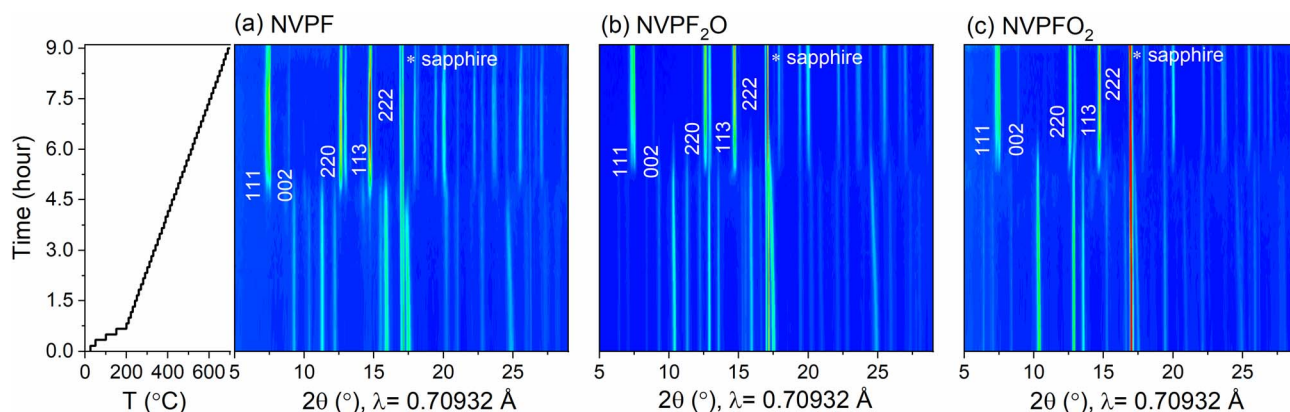 (a) NVPF
(b) NVPF₂O
(c) NVPFO₂
Time (hour)
9.0
7.5
6.0
4.5
3.0
1.5
0.0
0 200 400 600
T (°C)
* sapphire
111
002
220
113
222
5 10 15 20 25
2θ (°), λ= 0.70932 Å
* sapphire
111
002
220
113
222
5 10 15 20 25
2θ (°), λ= 0.70932 Å
* sapphire
111
002
220
113
222
5 10 15 20 25
2θ (°), λ= 0.70932 Å